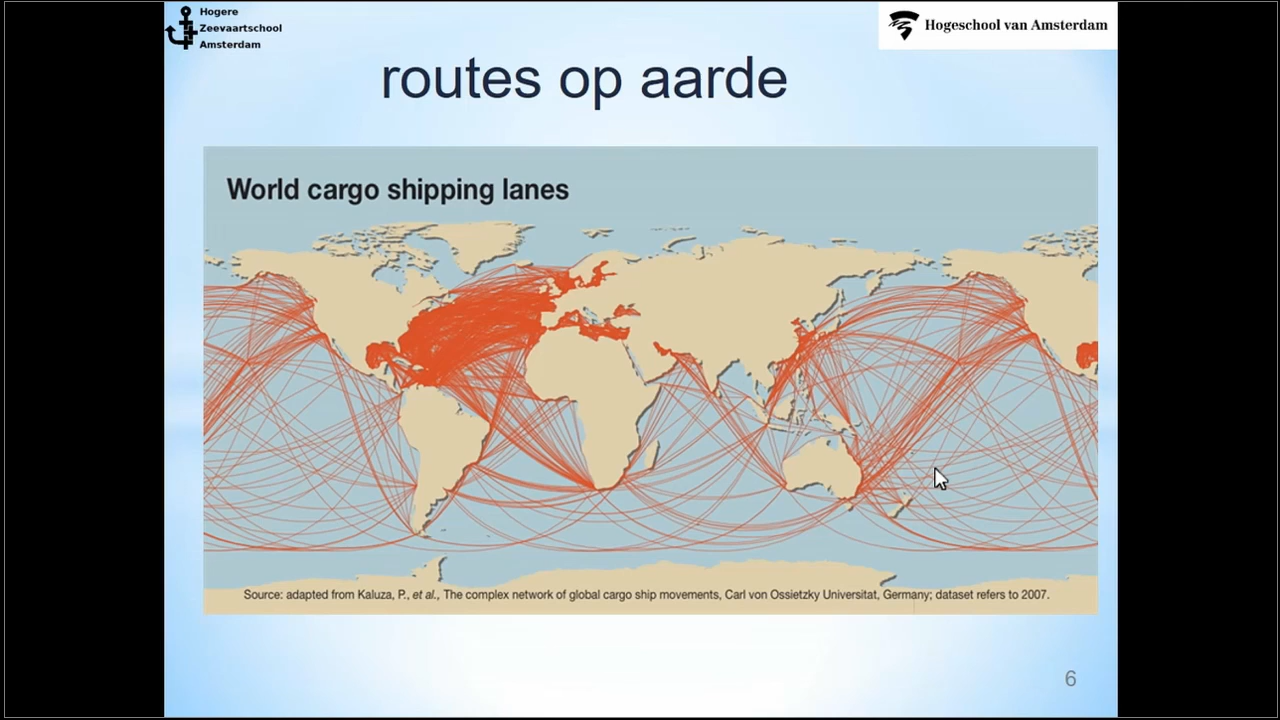 Hogere
Zeevaartschool
Amsterdam
Hogeschool van Amsterdam
routes op aarde
World cargo shipping lanes
Source: adapted from Kaluza, P., et al., The complex network of global cargo ship movements, Carl von Ossietzky Universitat, Germany; dataset refers to 2007.
6